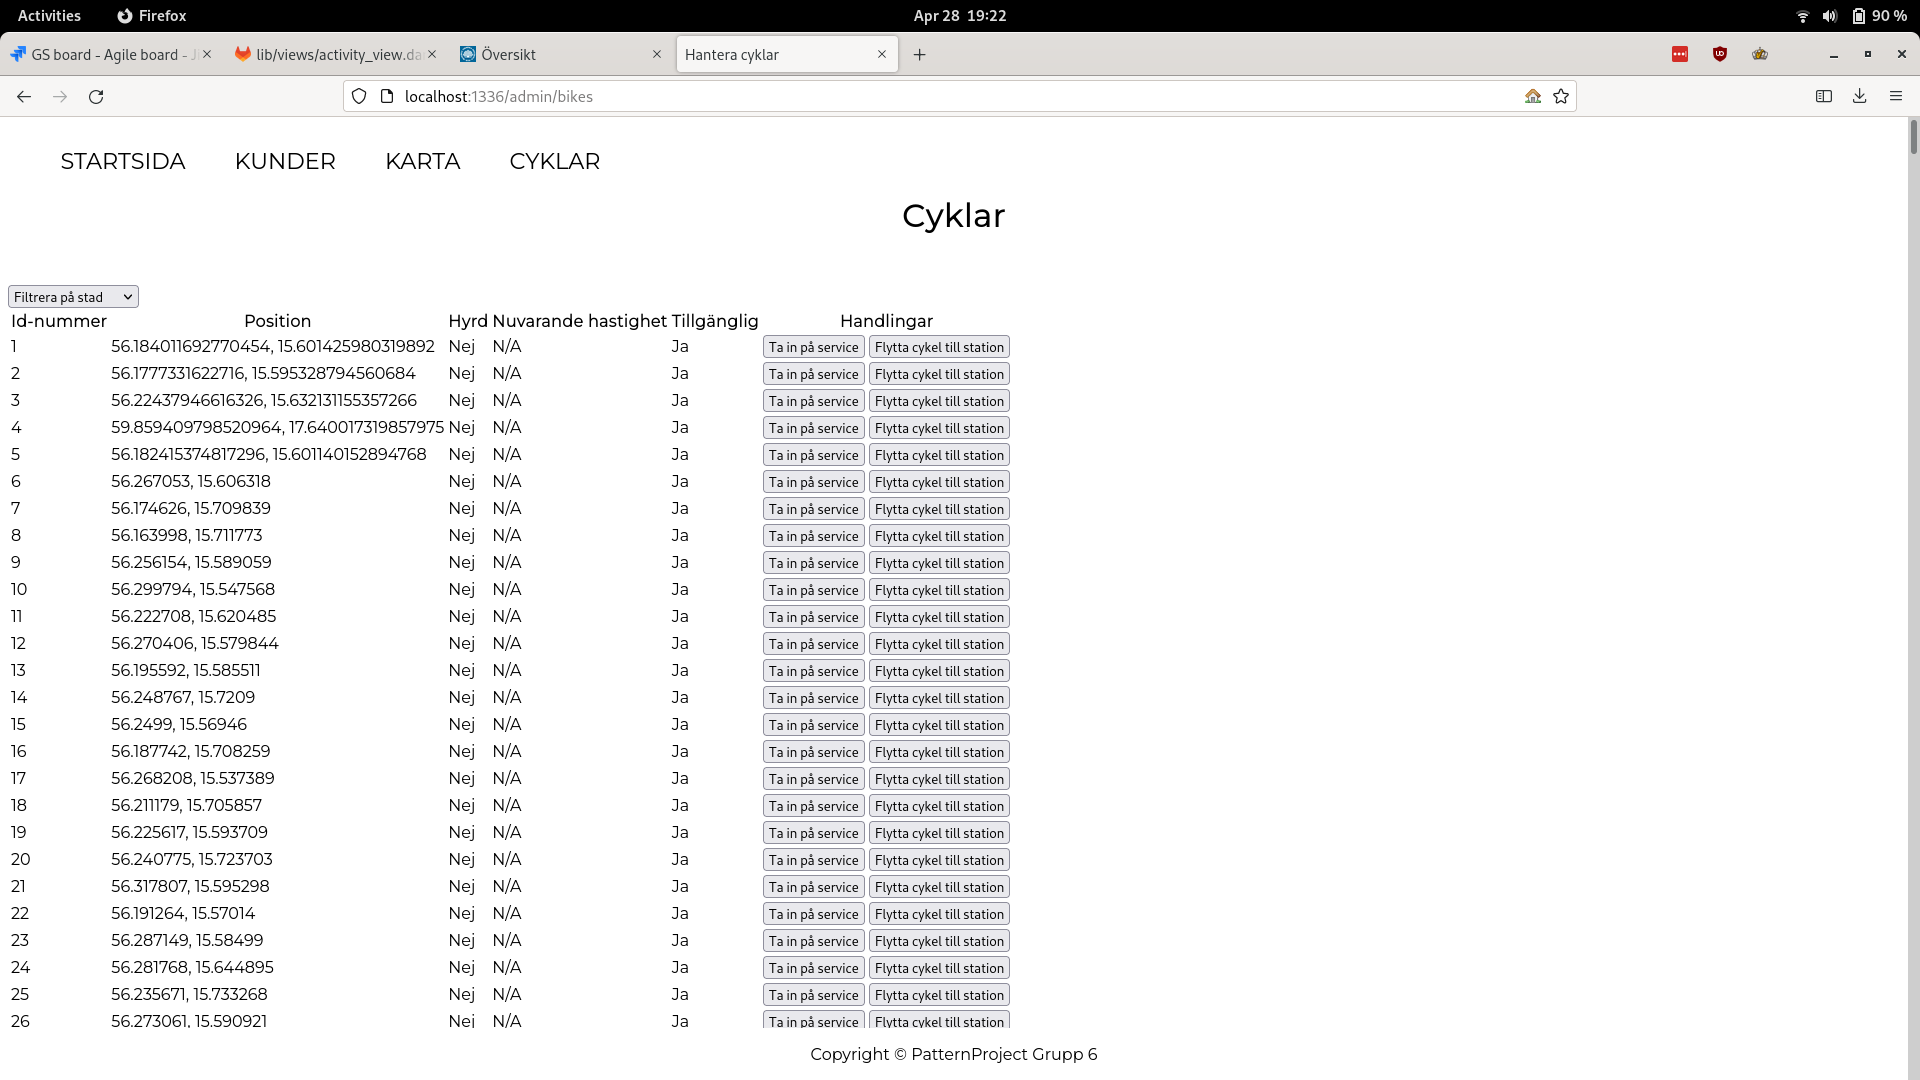 Activities Firefox Apr 28 19:22 90 %
GS board - Agile board - J lib/views/activity_view.da Översikt Hantera cyklar
localhost:1336/admin/bikes
STARTSIDA KUNDER KARTA CYKLAR
Cyklar
Filtrera på stad
Id-nummer Position Hyrd Nuvarande hastighet Tillgänglig Handlingar
1 56.184011692770454, 15.601425980319892 Nej N/A Ja Ta in på service Flytta cykel till station
2 56.1777331622716, 15.595328794560684 Nej N/A Ja Ta in på service Flytta cykel till station
3 56.22437946616326, 15.632131155357266 Nej N/A Ja Ta in på service Flytta cykel till station
4 59.859409798520964, 17.640017319857975 Nej N/A Ja Ta in på service Flytta cykel till station
5 56.182415374817296, 15.601140152894768 Nej N/A Ja Ta in på service Flytta cykel till station
6 56.267053, 15.606318 Nej N/A Ja Ta in på service Flytta cykel till station
7 56.174626, 15.709839 Nej N/A Ja Ta in på service Flytta cykel till station
8 56.163998, 15.711773 Nej N/A Ja Ta in på service Flytta cykel till station
9 56.256154, 15.589059 Nej N/A Ja Ta in på service Flytta cykel till station
10 56.299794, 15.547568 Nej N/A Ja Ta in på service Flytta cykel till station
11 56.222708, 15.620485 Nej N/A Ja Ta in på service Flytta cykel till station
12 56.270406, 15.579844 Nej N/A Ja Ta in på service Flytta cykel till station
13 56.195592, 15.585511 Nej N/A Ja Ta in på service Flytta cykel till station
14 56.248767, 15.7209 Nej N/A Ja Ta in på service Flytta cykel till station
15 56.2499, 15.56946 Nej N/A Ja Ta in på service Flytta cykel till station
16 56.187742, 15.708259 Nej N/A Ja Ta in på service Flytta cykel till station
17 56.268208, 15.537389 Nej N/A Ja Ta in på service Flytta cykel till station
18 56.211179, 15.705857 Nej N/A Ja Ta in på service Flytta cykel till station
19 56.225617, 15.593709 Nej N/A Ja Ta in på service Flytta cykel till station
20 56.240775, 15.723703 Nej N/A Ja Ta in på service Flytta cykel till station
21 56.317807, 15.595298 Nej N/A Ja Ta in på service Flytta cykel till station
22 56.191264, 15.57014 Nej N/A Ja Ta in på service Flytta cykel till station
23 56.287149, 15.58499 Nej N/A Ja Ta in på service Flytta cykel till station
24 56.281768, 15.644895 Nej N/A Ja Ta in på service Flytta cykel till station
25 56.235671, 15.733268 Nej N/A Ja Ta in på service Flytta cykel till station
26 56.273061, 15.590921 Nej N/A Ja Ta in på service Flytta cykel till station
Copyright © PatternProject Grupp 6